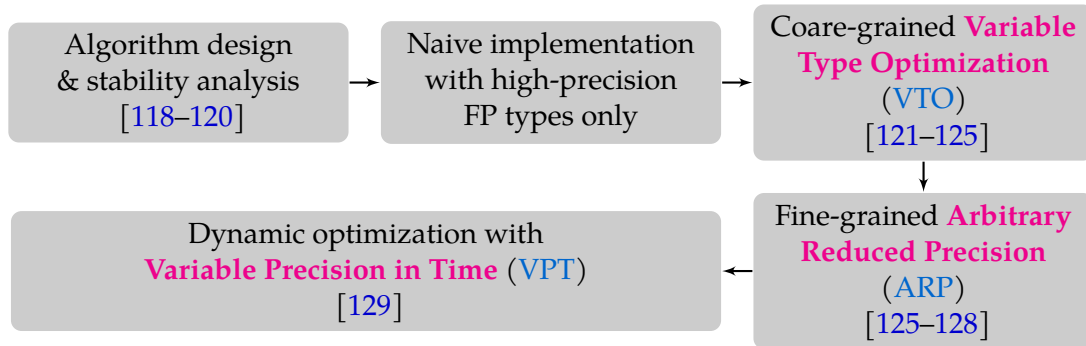 Algorithm design
& stability analysis
[118–120]
Naive implementation
with high-precision
FP types only
Coare-grained Variable
Type Optimization
(VTO)
[121–125]
Fine-grained Arbitrary
Reduced Precision
(ARP)
[125–128]
Dynamic optimization with
Variable Precision in Time (VPT)
[129]